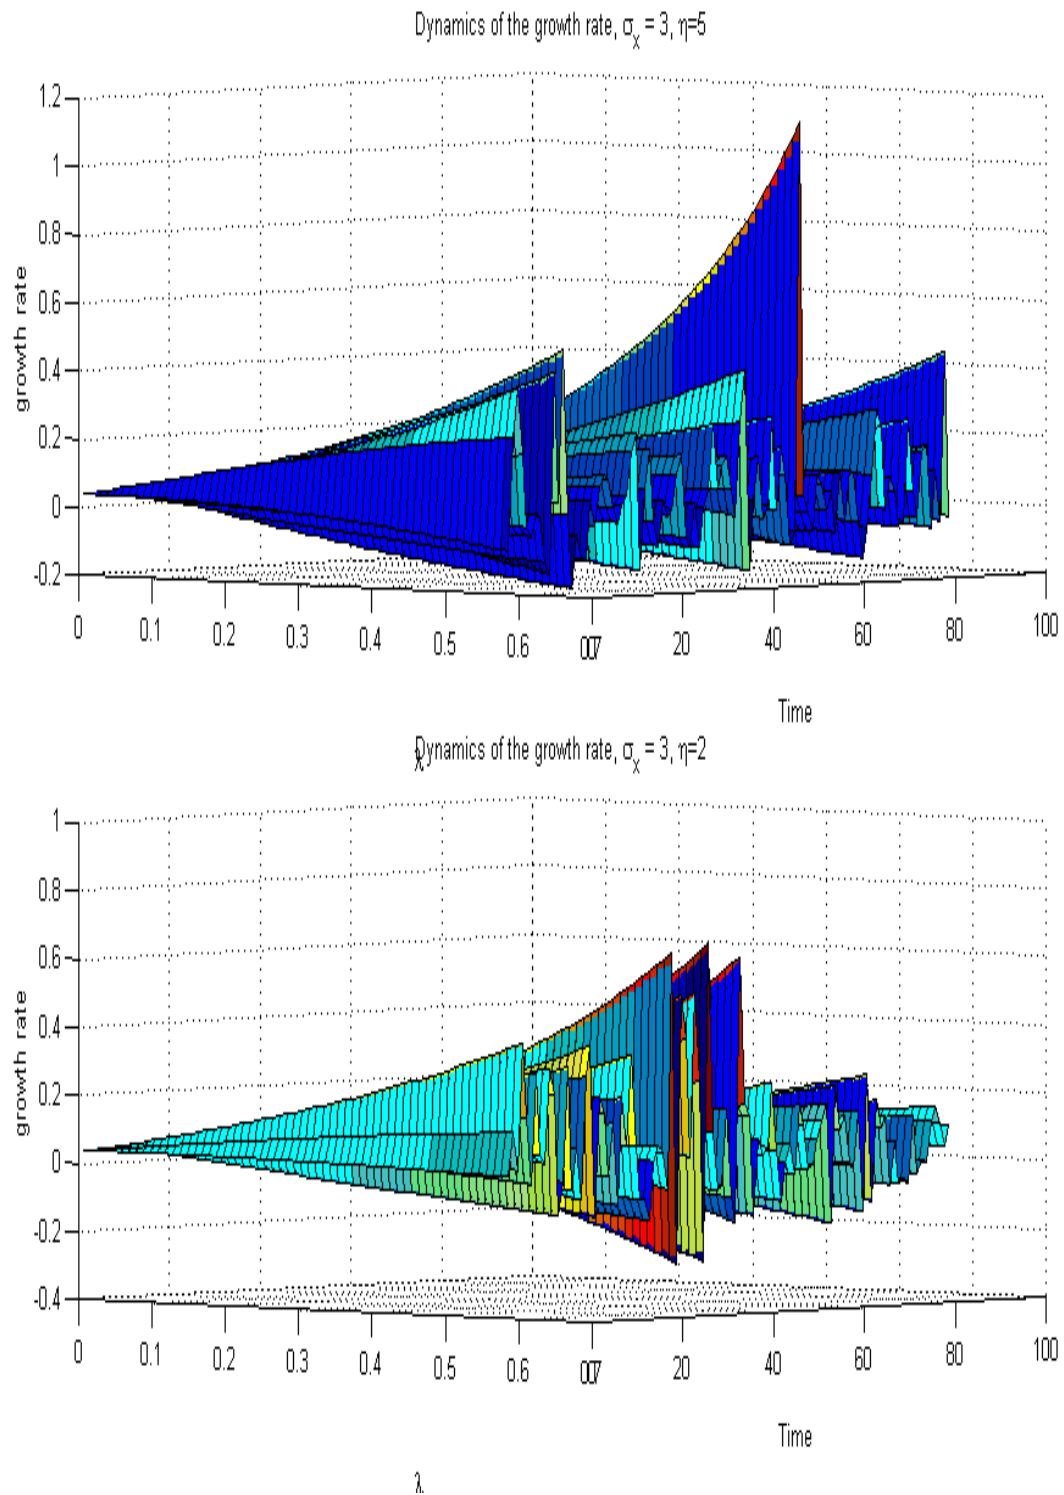 Dynamics of the growth rate, σx = 3, η=5
1.2
1
0.8
0.6
0.4
0.2
0
-0.2
growth rate
0 0.1 0.2 0.3 0.4 0.5 0.6 0.7
0 20 40 60 80 100
Time
λ
Dynamics of the growth rate, σx = 3, η=2
1
0.8
0.6
0.4
0.2
0
-0.2
-0.4
growth rate
0 0.1 0.2 0.3 0.4 0.5 0.6 0.7
0 20 40 60 80 100
Time
λ